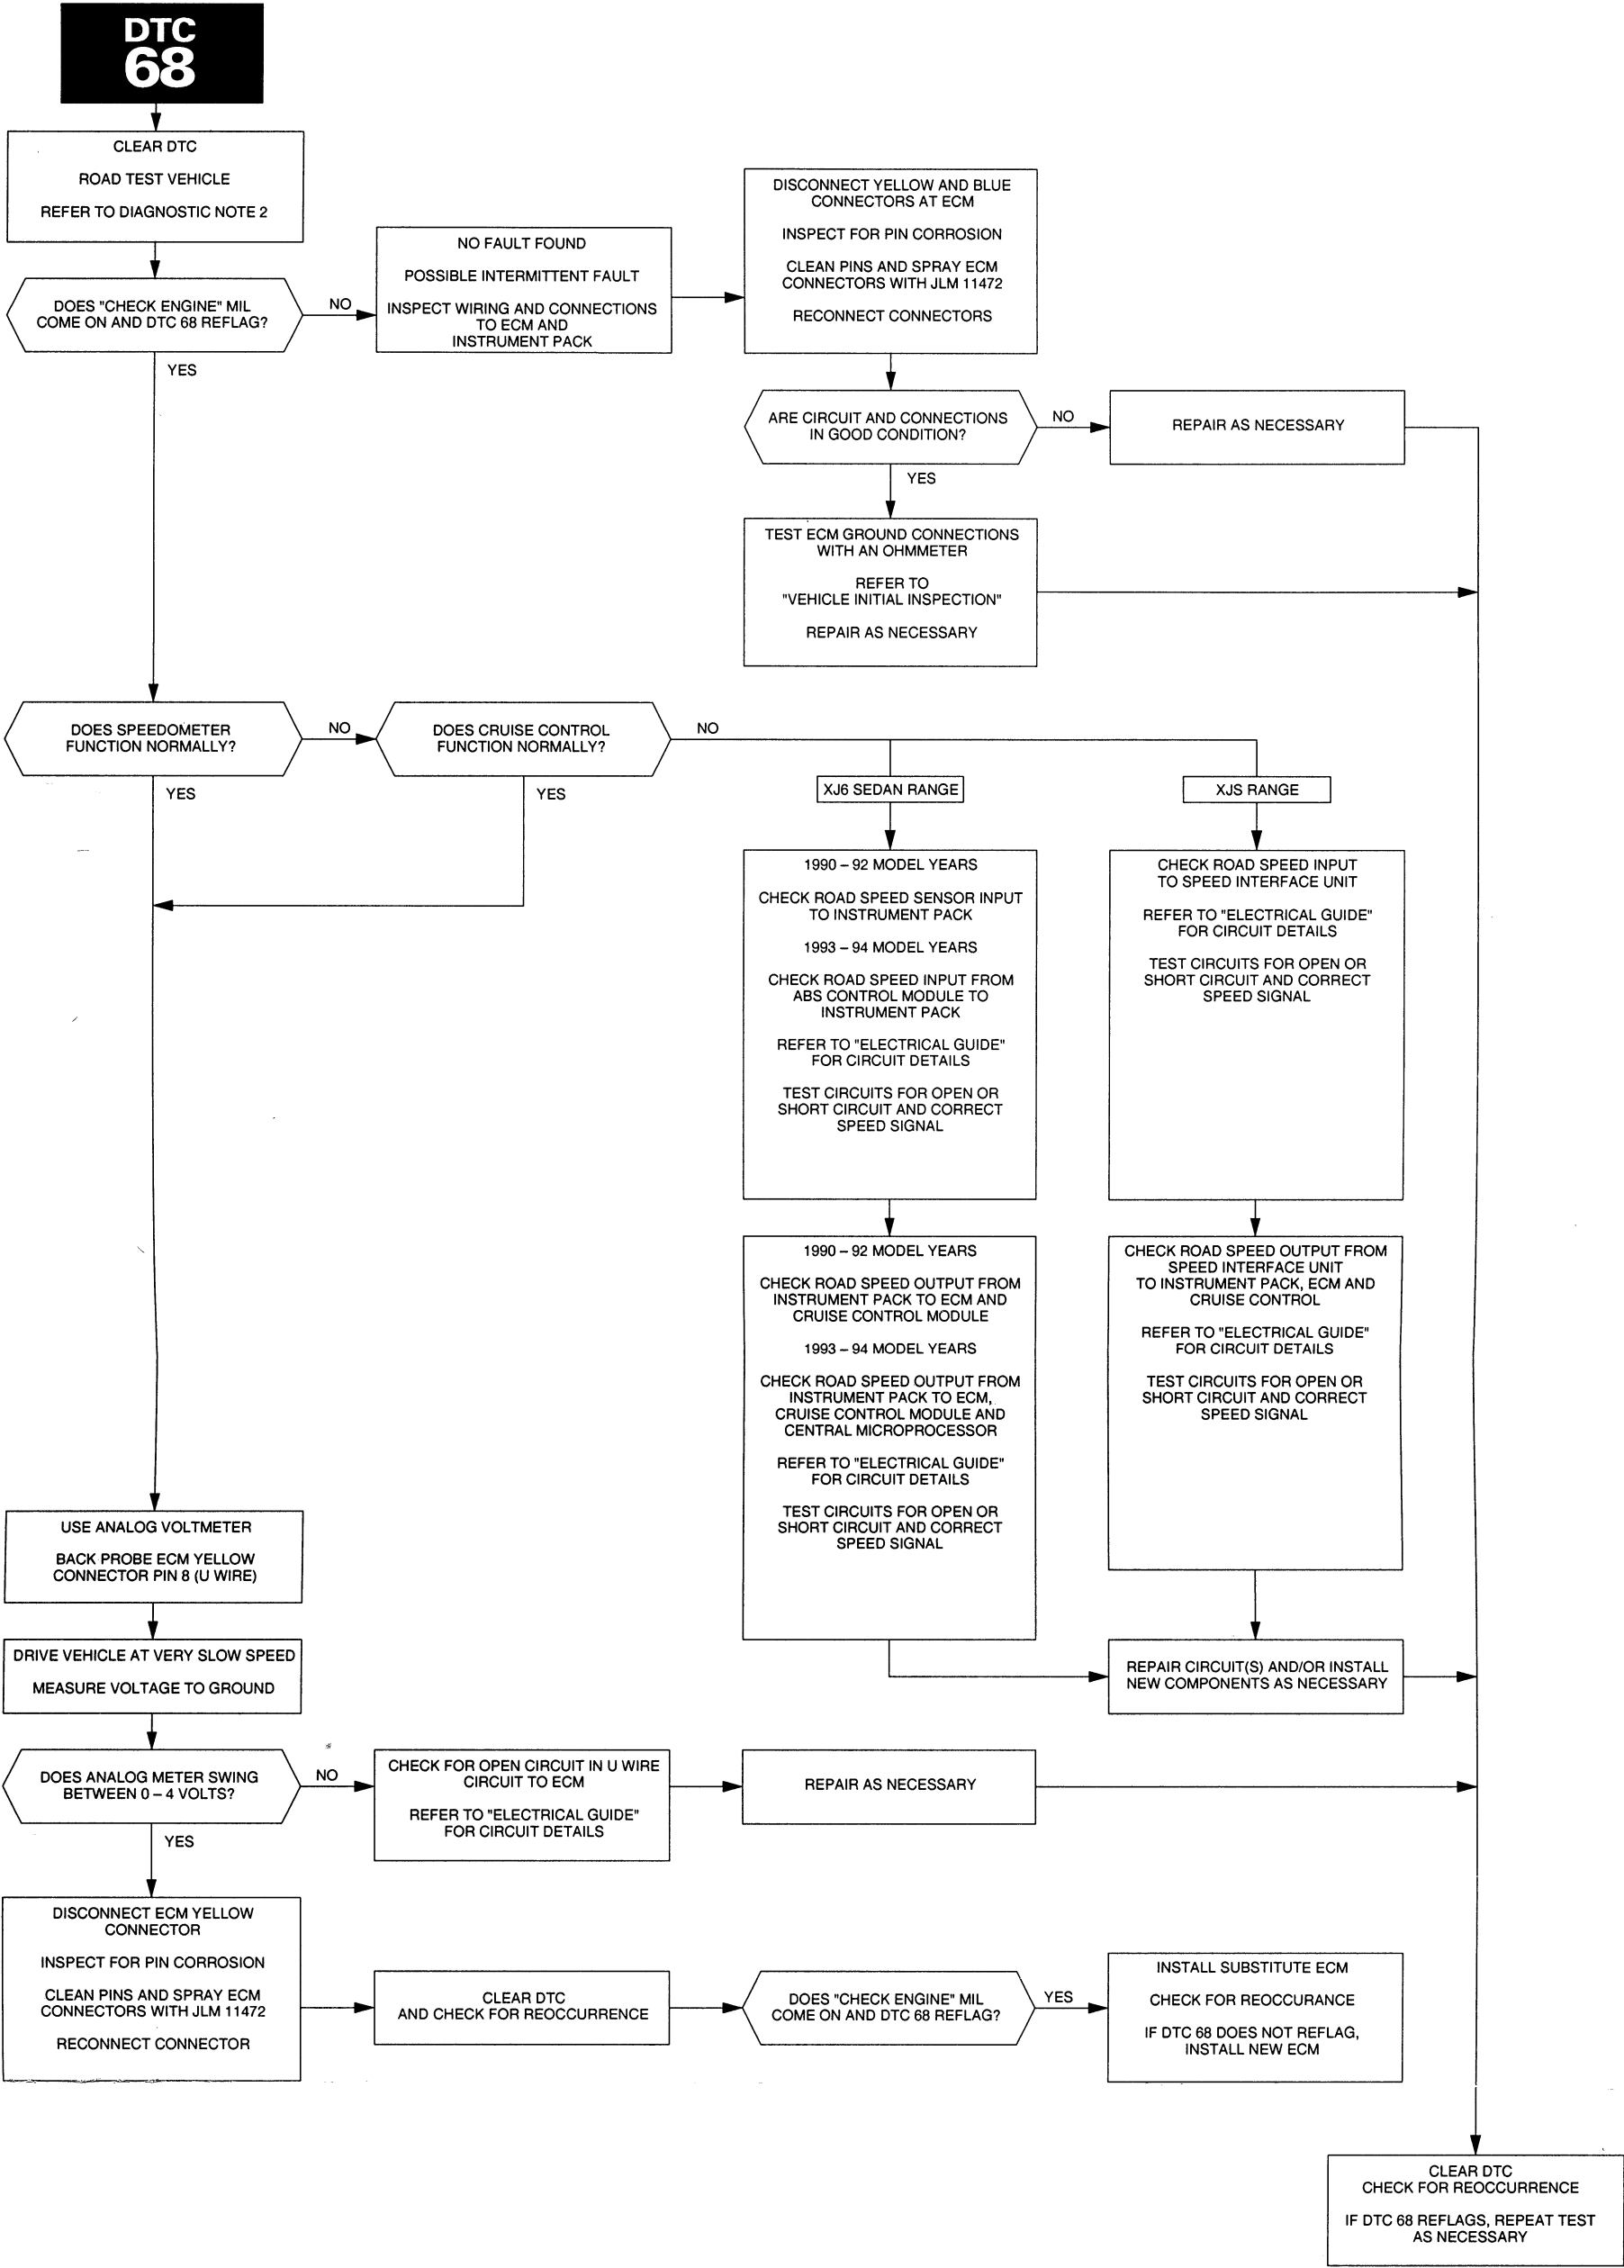 DTC
68
CLEAR DTC
ROAD TEST VEHICLE
REFER TO DIAGNOSTIC NOTE 2
DOES "CHECK ENGINE" MIL
COME ON AND DTC 68 REFLAG?
NO
YES
NO FAULT FOUND
POSSIBLE INTERMITTENT FAULT
INSPECT WIRING AND CONNECTIONS
TO ECM AND
INSTRUMENT PACK
DISCONNECT YELLOW AND BLUE
CONNECTORS AT ECM
INSPECT FOR PIN CORROSION
CLEAN PINS AND SPRAY ECM
CONNECTORS WITH JLM 11472
RECONNECT CONNECTORS
ARE CIRCUIT AND CONNECTIONS
IN GOOD CONDITION?
NO
YES
REPAIR AS NECESSARY
TEST ECM GROUND CONNECTIONS
WITH AN OHMMETER
REFER TO
"VEHICLE INITIAL INSPECTION"
REPAIR AS NECESSARY
DOES SPEEDOMETER
FUNCTION NORMALLY?
NO
YES
DOES CRUISE CONTROL
FUNCTION NORMALLY?
NO
YES
XJ6 SEDAN RANGE
XJS RANGE
1990 – 92 MODEL YEARS
CHECK ROAD SPEED SENSOR INPUT
TO INSTRUMENT PACK
1993 – 94 MODEL YEARS
CHECK ROAD SPEED INPUT FROM
ABS CONTROL MODULE TO
INSTRUMENT PACK
REFER TO "ELECTRICAL GUIDE"
FOR CIRCUIT DETAILS
TEST CIRCUITS FOR OPEN OR
SHORT CIRCUIT AND CORRECT
SPEED SIGNAL
CHECK ROAD SPEED INPUT
TO SPEED INTERFACE UNIT
REFER TO "ELECTRICAL GUIDE"
FOR CIRCUIT DETAILS
TEST CIRCUITS FOR OPEN OR
SHORT CIRCUIT AND CORRECT
SPEED SIGNAL
1990 – 92 MODEL YEARS
CHECK ROAD SPEED OUTPUT FROM
INSTRUMENT PACK TO ECM AND
CRUISE CONTROL MODULE
1993 – 94 MODEL YEARS
CHECK ROAD SPEED OUTPUT FROM
INSTRUMENT PACK TO ECM,
CRUISE CONTROL MODULE AND
CENTRAL MICROPROCESSOR
REFER TO "ELECTRICAL GUIDE"
FOR CIRCUIT DETAILS
TEST CIRCUITS FOR OPEN OR
SHORT CIRCUIT AND CORRECT
SPEED SIGNAL
CHECK ROAD SPEED OUTPUT FROM
SPEED INTERFACE UNIT
TO INSTRUMENT PACK, ECM AND
CRUISE CONTROL
REFER TO "ELECTRICAL GUIDE"
FOR CIRCUIT DETAILS
TEST CIRCUITS FOR OPEN OR
SHORT CIRCUIT AND CORRECT
SPEED SIGNAL
REPAIR CIRCUIT(S) AND/OR INSTALL
NEW COMPONENTS AS NECESSARY
USE ANALOG VOLTMETER
BACK PROBE ECM YELLOW
CONNECTOR PIN 8 (U WIRE)
DRIVE VEHICLE AT VERY SLOW SPEED
MEASURE VOLTAGE TO GROUND
DOES ANALOG METER SWING
BETWEEN 0 – 4 VOLTS?
NO
YES
CHECK FOR OPEN CIRCUIT IN U WIRE
CIRCUIT TO ECM
REFER TO "ELECTRICAL GUIDE"
FOR CIRCUIT DETAILS
REPAIR AS NECESSARY
DISCONNECT ECM YELLOW
CONNECTOR
INSPECT FOR PIN CORROSION
CLEAN PINS AND SPRAY ECM
CONNECTORS WITH JLM 11472
RECONNECT CONNECTOR
CLEAR DTC
AND CHECK FOR REOCCURRENCE
DOES "CHECK ENGINE" MIL
COME ON AND DTC 68 REFLAG?
YES
INSTALL SUBSTITUTE ECM
CHECK FOR REOCCURANCE
IF DTC 68 DOES NOT REFLAG,
INSTALL NEW ECM
CLEAR DTC
CHECK FOR REOCCURRENCE
IF DTC 68 REFLAGS, REPEAT TEST
AS NECESSARY